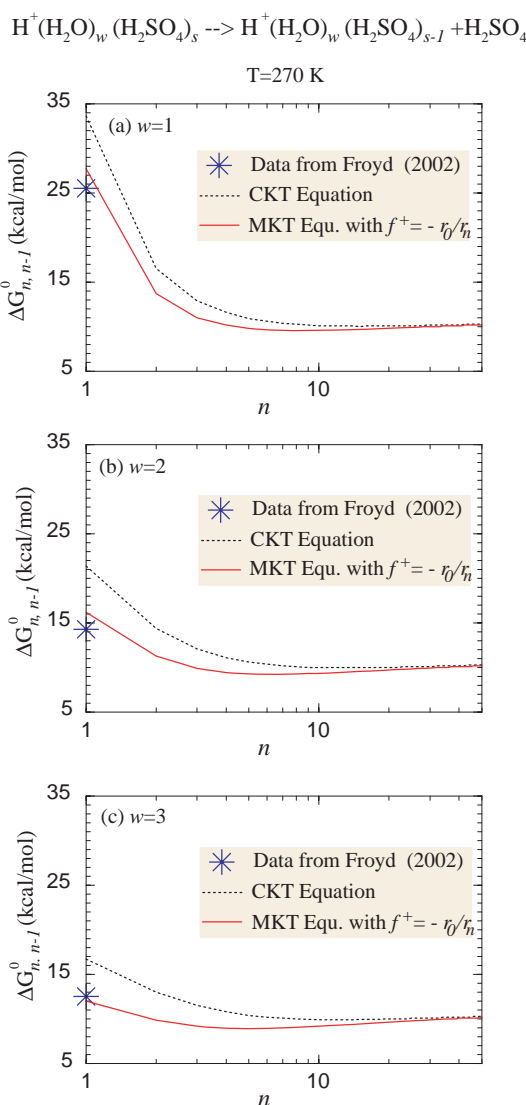 H⁺(H₂O)w (H₂SO₄)s --> H⁺(H₂O)w (H₂SO₄)s-1 +H₂SO₄
T=270 K
35
(a) w=1
Data from Froyd (2002)
CKT Equation
MKT Equ. with f⁺= - r₀/rn
25
15
5
ΔG⁰n, n-1 (kcal/mol)
1
10
n
35
(b) w=2
Data from Froyd (2002)
CKT Equation
MKT Equ. with f⁺= - r₀/rn
25
15
5
ΔG⁰n, n-1 (kcal/mol)
1
10
n
35
(c) w=3
Data from Froyd (2002)
CKT Equation
MKT Equ. with f⁺= - r₀/rn
25
15
5
ΔG⁰n. n-1 (kcal/mol)
1
10
n